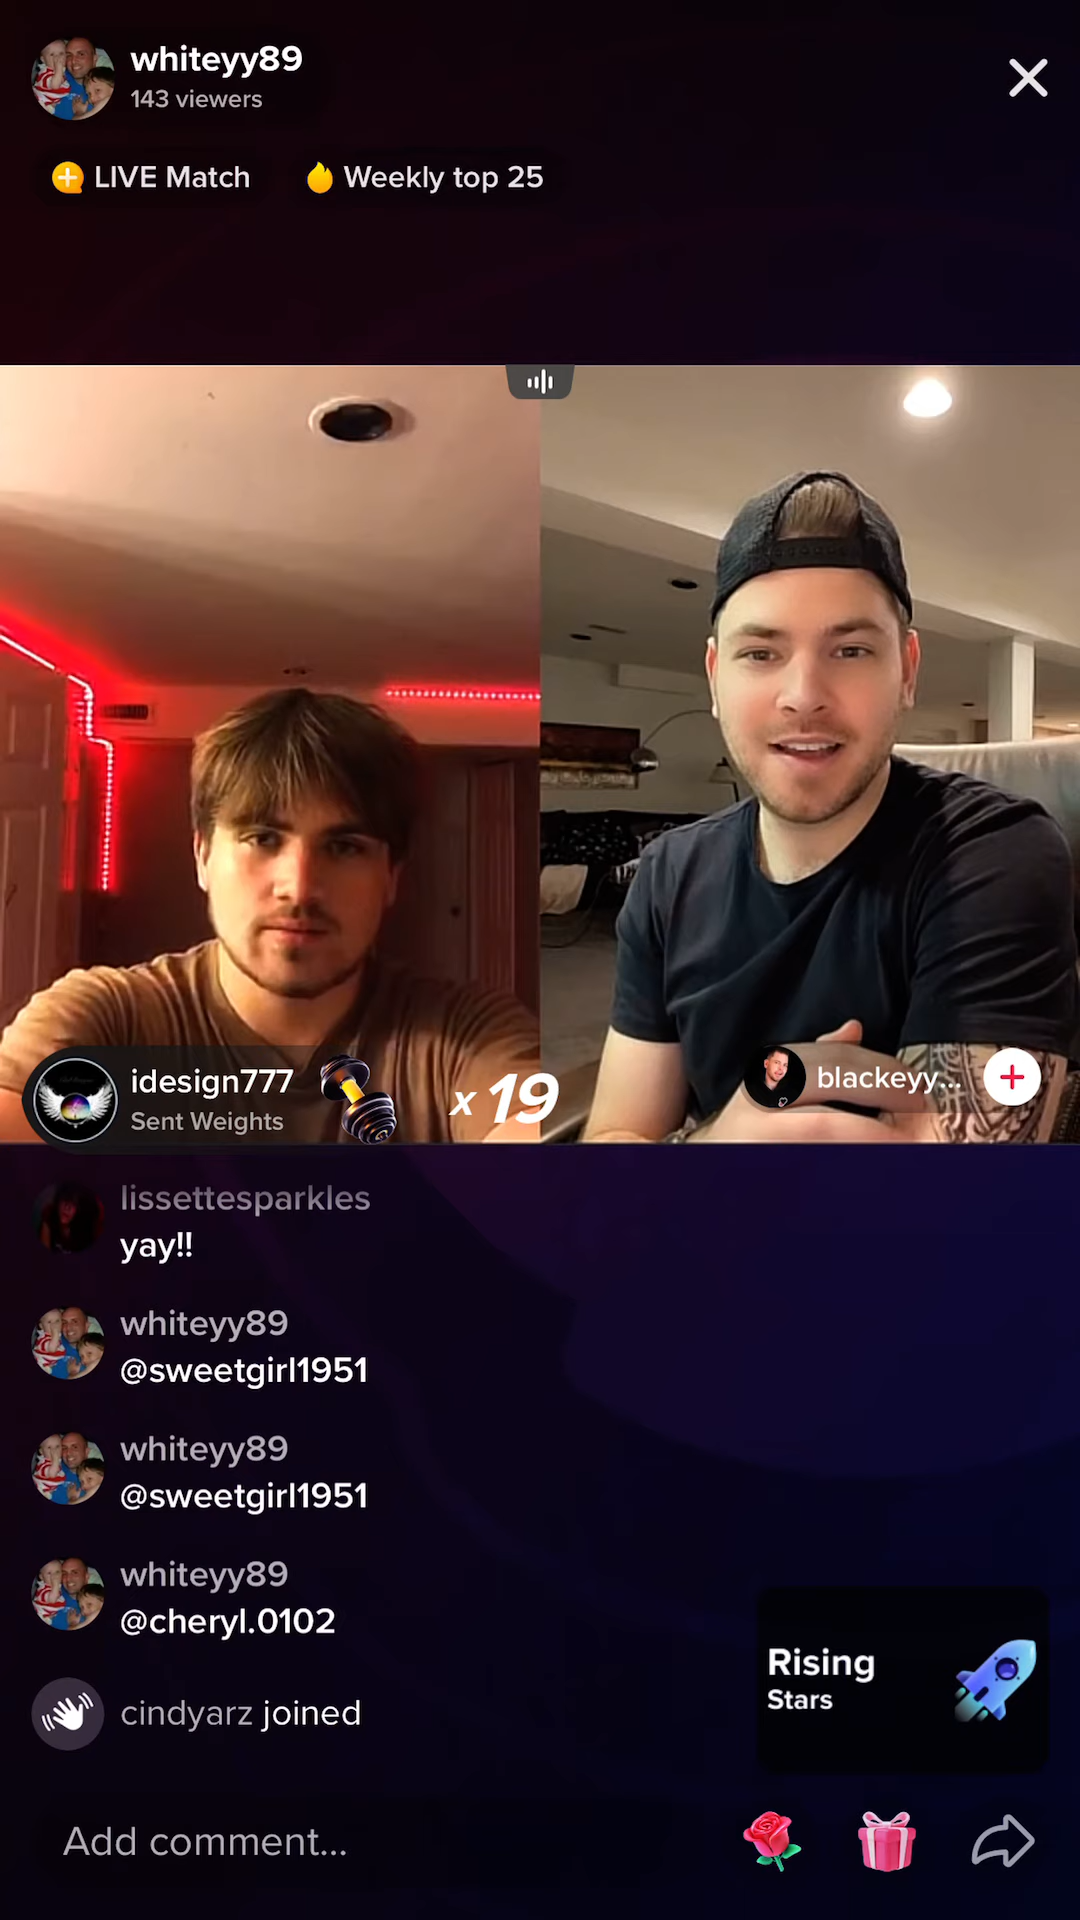 whiteyy89
143 viewers
LIVE Match
Weekly top 25
idesign777
Sent Weights
x 19
blackeyy...
lissettesparkles
yay!!
whiteyy89
@sweetgirl1951
whiteyy89
@sweetgirl1951
whiteyy89
@cheryl.0102
cindyarz joined
Rising
Stars
Add comment...